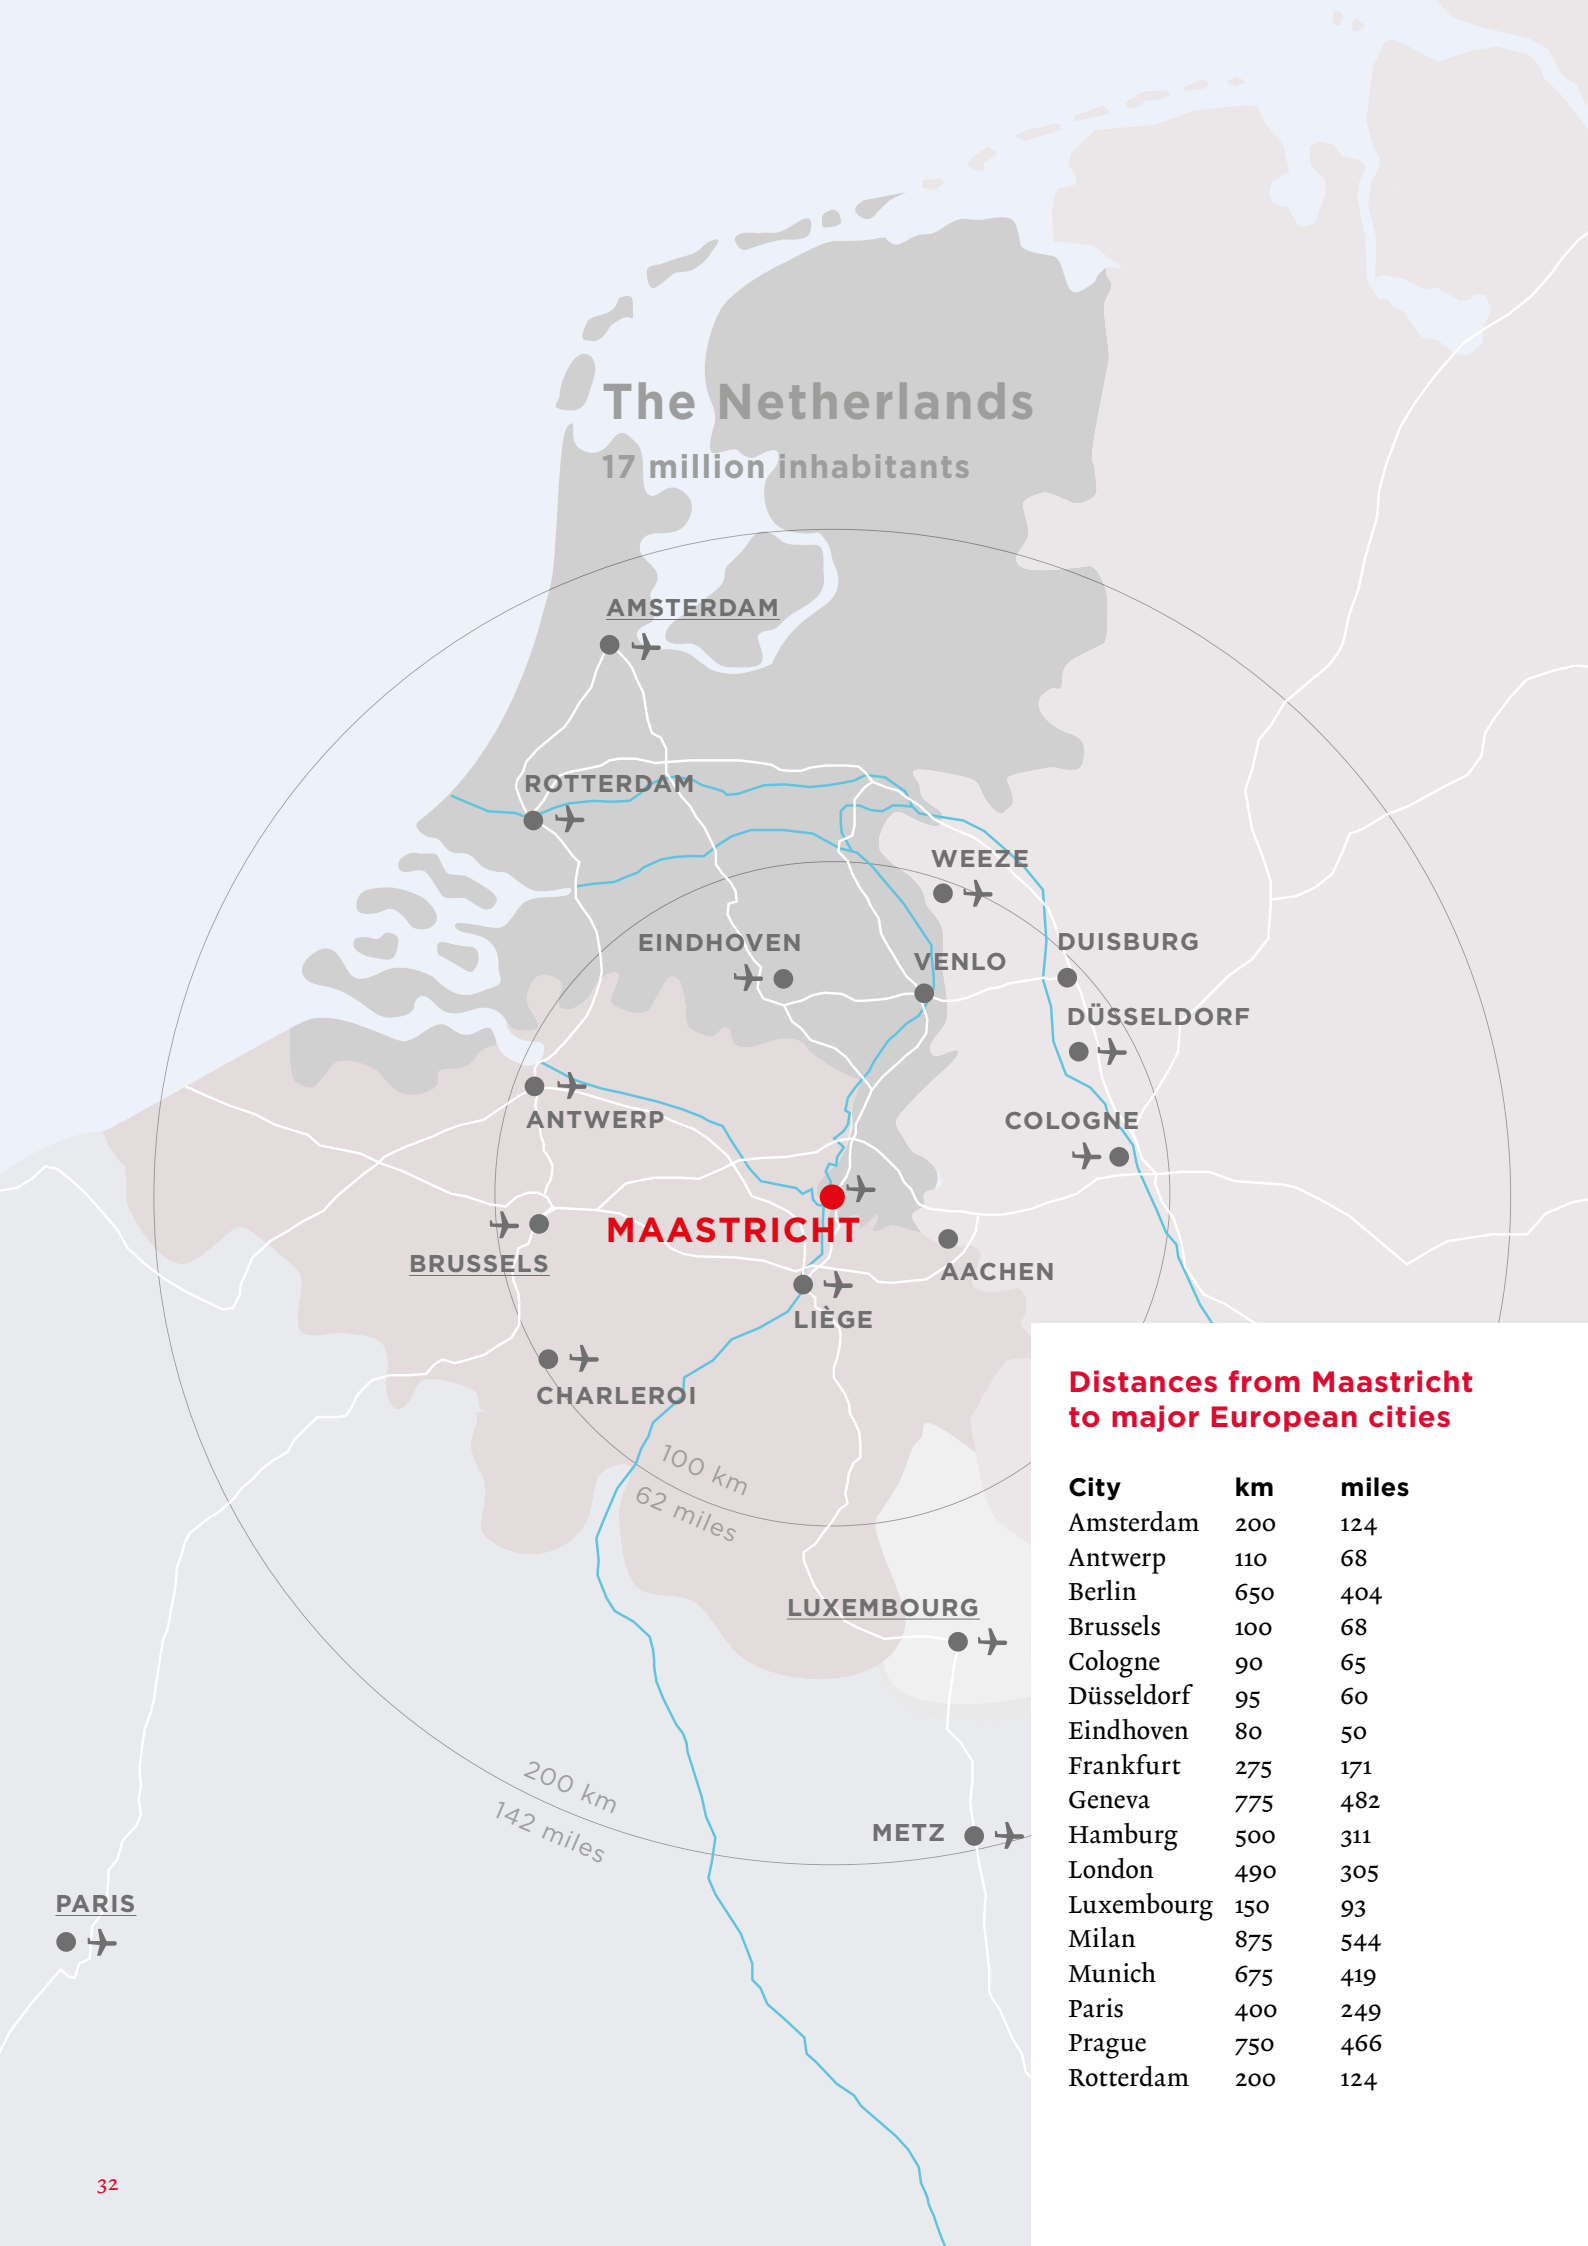 The Netherlands
17 million inhabitants
AMSTERDAM
ROTTERDAM
WEEZE
EINDHOVEN
DUISBURG
VENLO
DÜSSELDORF
ANTWERP
COLOGNE
MAASTRICHT
BRUSSELS
AACHEN
LIÈGE
CHARLEROI
100 km
62 miles
LUXEMBOURG
200 km
142 miles
METZ
PARIS
Distances from Maastricht
to major European cities
City km miles
Amsterdam 200 124
Antwerp 110 68
Berlin 650 404
Brussels 100 68
Cologne 90 65
Düsseldorf 95 60
Eindhoven 80 50
Frankfurt 275 171
Geneva 775 482
Hamburg 500 311
London 490 305
Luxembourg 150 93
Milan 875 544
Munich 675 419
Paris 400 249
Prague 750 466
Rotterdam 200 124
32